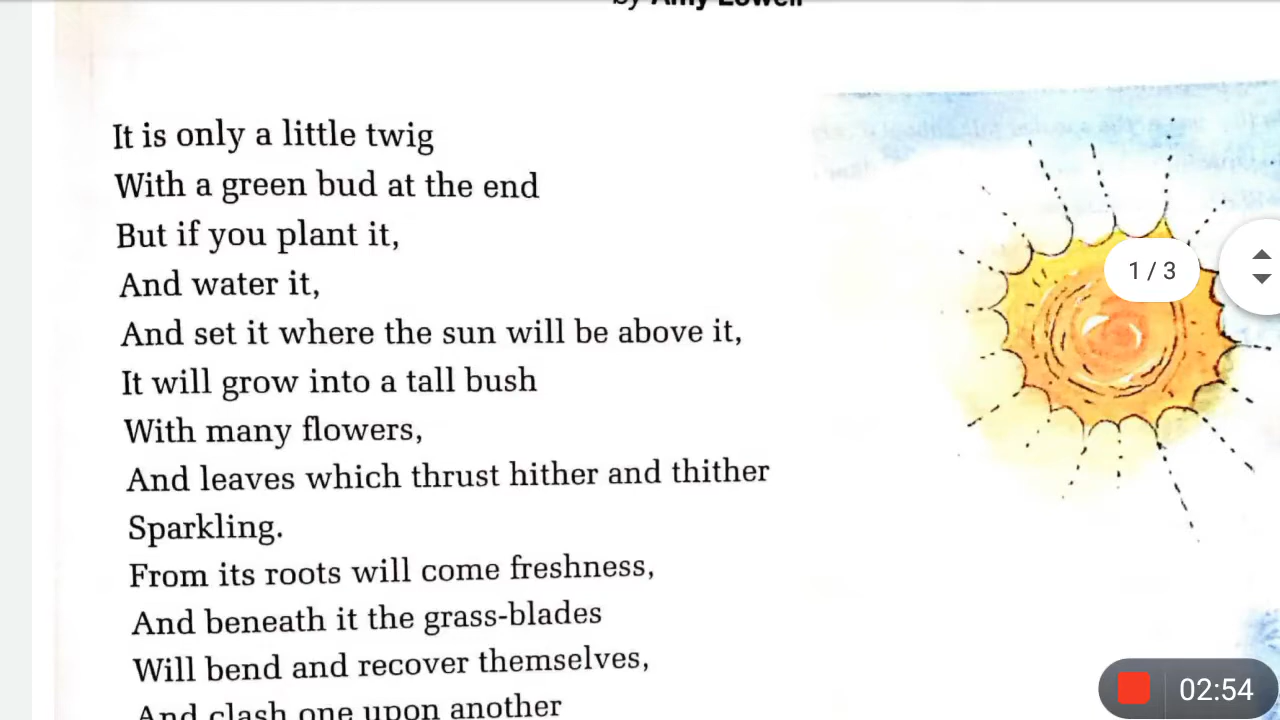 by Amy Lowell
It is only a little twig
With a green bud at the end
But if you plant it,
And water it,
And set it where the sun will be above it,
It will grow into a tall bush
With many flowers,
And leaves which thrust hither and thither
Sparkling.
From its roots will come freshness,
And beneath it the grass-blades
Will bend and recover themselves,
And clash one upon another
1 / 3
02:54